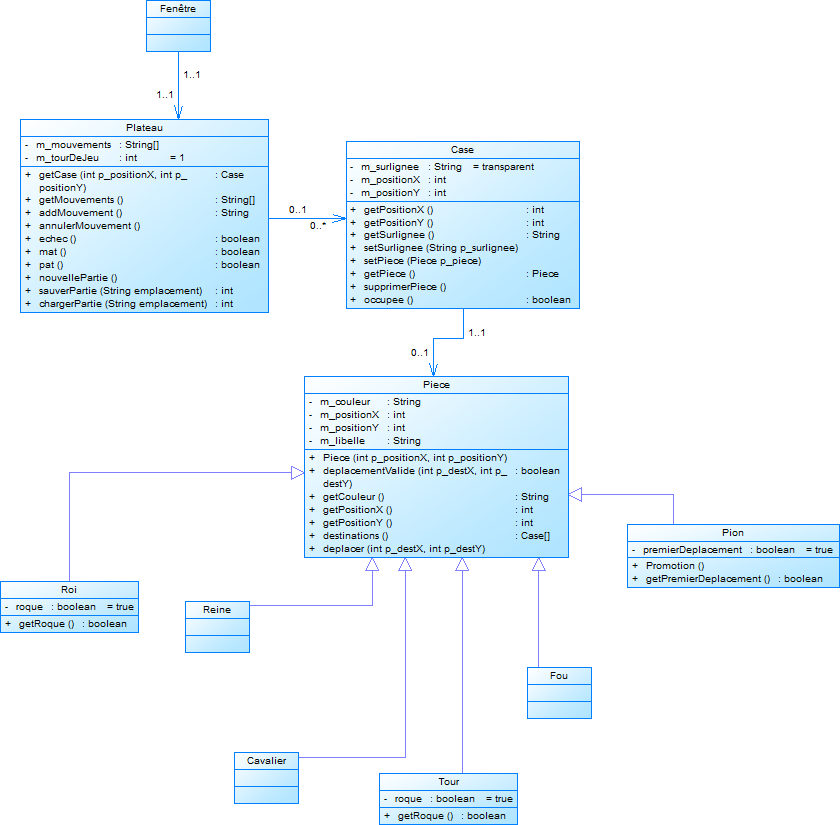 Fenêtre
1..1
1..1
Plateau
- m_mouvements : String[]
- m_tourDeJeu : int = 1
+ getCase (int p_positionX, int p_ : Case
positionY)
+ getMouvements () : String[]
+ addMouvement () : String
+ annulerMouvement ()
+ echec () : boolean
+ mat () : boolean
+ pat () : boolean
+ nouvellePartie ()
+ sauverPartie (String emplacement) : int
+ chargerPartie (String emplacement) : int
0..1
0..*
Case
- m_surlignee : String = transparent
- m_positionX : int
- m_positionY : int
+ getPositionX () : int
+ getPositionY () : int
+ getSurlignee () : String
+ setSurlignee (String p_surlignee)
+ setPiece (Piece p_piece)
+ getPiece () : Piece
+ supprimerPiece ()
+ occupee () : boolean
1..1
0..1
Piece
- m_couleur : String
- m_positionX : int
- m_positionY : int
- m_libelle : String
+ Piece (int p_positionX, int p_positionY)
+ deplacementValide (int p_destX, int p_ : boolean
destY)
+ getCouleur () : String
+ getPositionX () : int
+ getPositionY () : int
+ destinations () : Case[]
+ deplacer (int p_destX, int p_destY)
Pion
- premierDeplacement : boolean = true
+ Promotion ()
+ getPremierDeplacement () : boolean
Roi
- roque : boolean = true
+ getRoque () : boolean
Reine
Fou
Cavalier
Tour
- roque : boolean = true
+ getRoque () : boolean